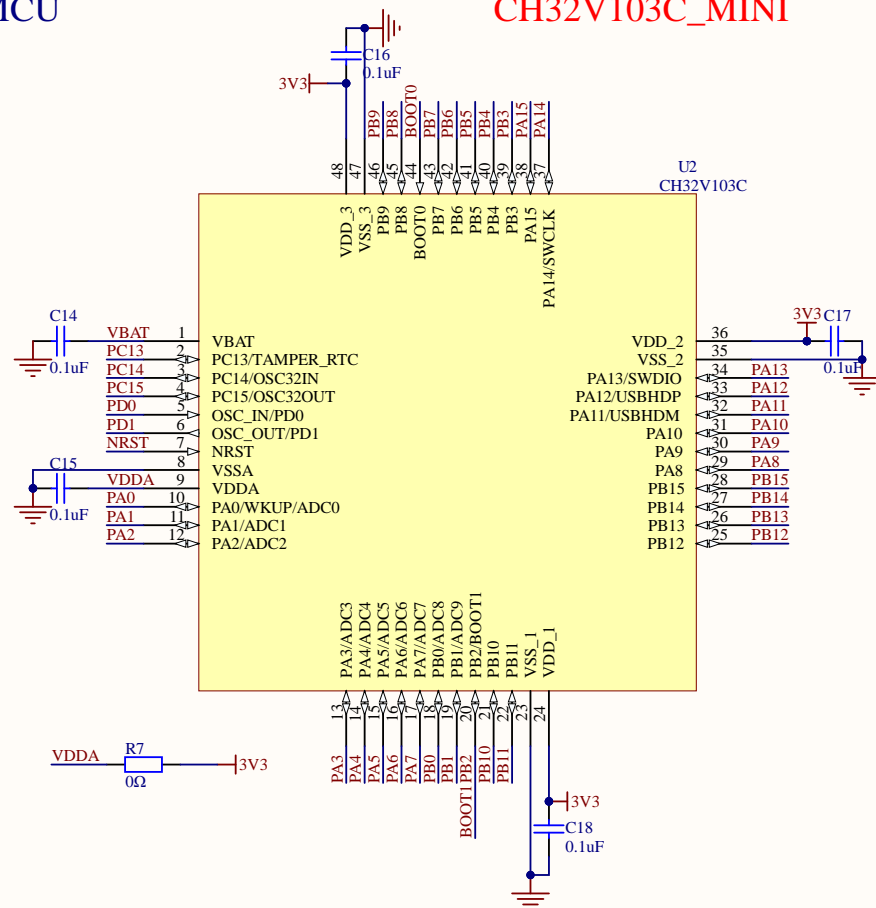 MCU
CH32V103C_MINI
C16
0.1uF
3V3
PB9
PB8
BOOT0
PB7
PB6
PB5
PB4
PB3
PA15
PA14
48
47
46
45
44
43
42
41
40
39
38
37
U2
CH32V103C
VDD_3
VSS_3
PB9
PB8
BOOT0
PB7
PB6
PB5
PB4
PB3
PA15
PA14/SWCLK
C14
0.1uF
VBAT 1 VBAT
PC13 2 PC13/TAMPER_RTC
PC14 3 PC14/OSC32IN
PC15 4 PC15/OSC32OUT
PD0 5 OSC_IN/PD0
PD1 6 OSC_OUT/PD1
NRST 7 NRST
8 VSSA
C15
0.1uF
VDDA 9 VDDA
PA0 10 PA0/WKUP/ADC0
PA1 11 PA1/ADC1
PA2 12 PA2/ADC2
3V3 C17
0.1uF
VDD_2 36
VSS_2 35
PA13/SWDIO 34 PA13
PA12/USBHDP 33 PA12
PA11/USBHDM 32 PA11
PA10 31 PA10
PA9 30 PA9
PA8 29 PA8
PB15 28 PB15
PB14 27 PB14
PB13 26 PB13
PB12 25 PB12
PA3/ADC3
PA4/ADC4
PA5/ADC5
PA6/ADC6
PA7/ADC7
PB0/ADC8
PB1/ADC9
PB2/BOOT1
PB10
PB11
VSS_1
VDD_1
13
14
15
16
17
18
19
20
21
22
23
24
PA3
PA4
PA5
PA6
PA7
PB0
PB1
BOOT1PB2
PB10
PB11
VDDA R7 3V3
0Ω
3V3
C18
0.1uF